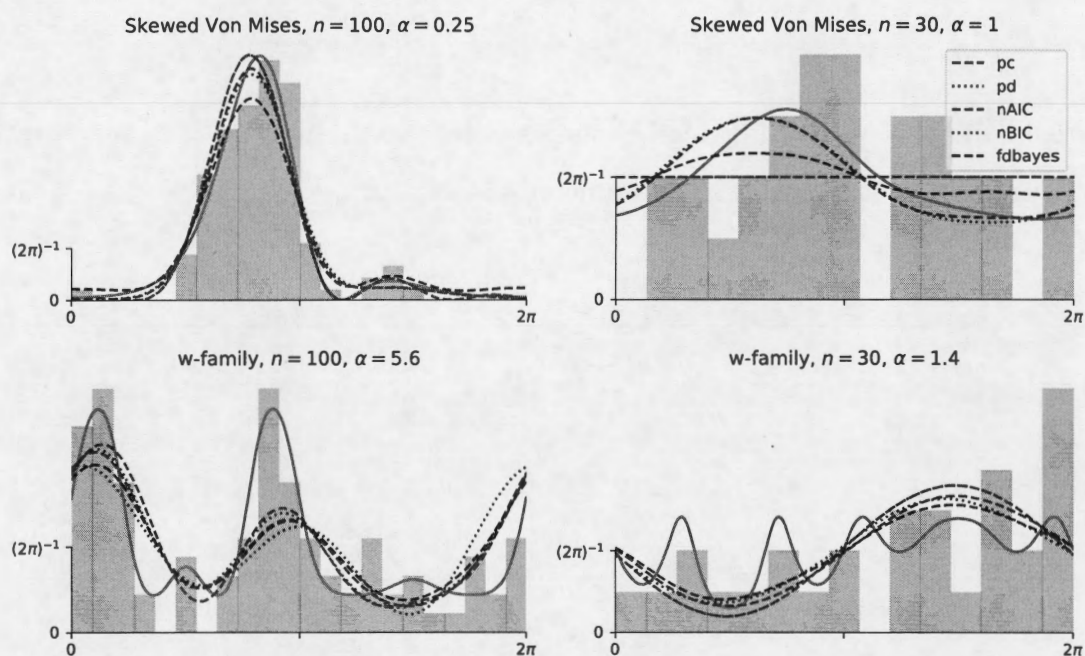 Skewed Von Mises, n = 100, α = 0.25
(2π)⁻¹
0
0
2π
Skewed Von Mises, n = 30, α = 1
pc
pd
nAIC
nBIC
fdbayes
(2π)⁻¹
0
0
2π
w-family, n = 100, α = 5.6
(2π)⁻¹
0
0
2π
w-family, n = 30, α = 1.4
(2π)⁻¹
0
0
2π